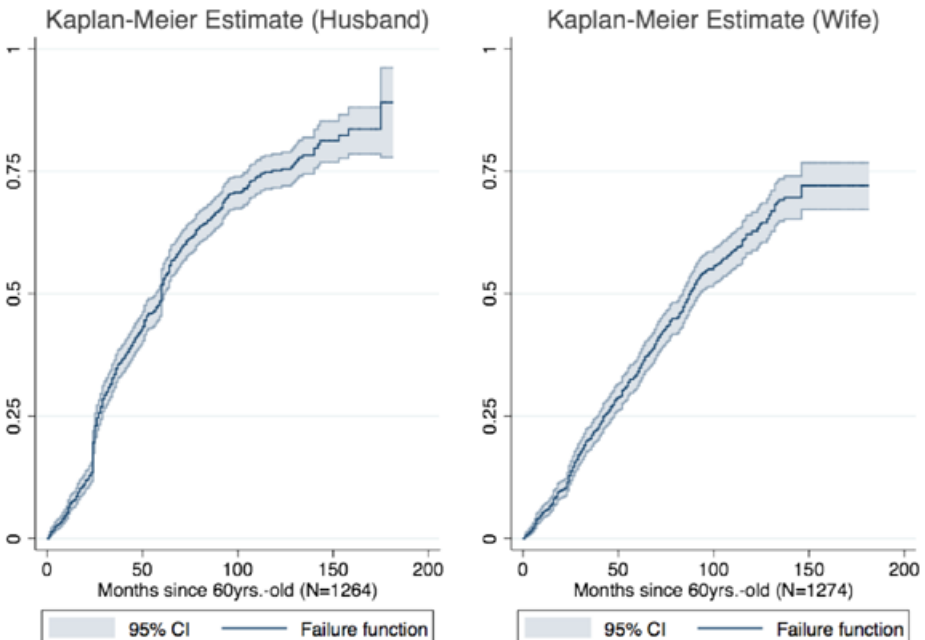 Kaplan-Meier Estimate (Husband)
1
0.75
0.5
0.25
0
0 50 100 150 200
Months since 60yrs.-old (N=1264)
95% CI Failure function
Kaplan-Meier Estimate (Wife)
1
0.75
0.5
0.25
0
0 50 100 150 200
Months since 60yrs.-old (N=1274)
95% CI Failure function